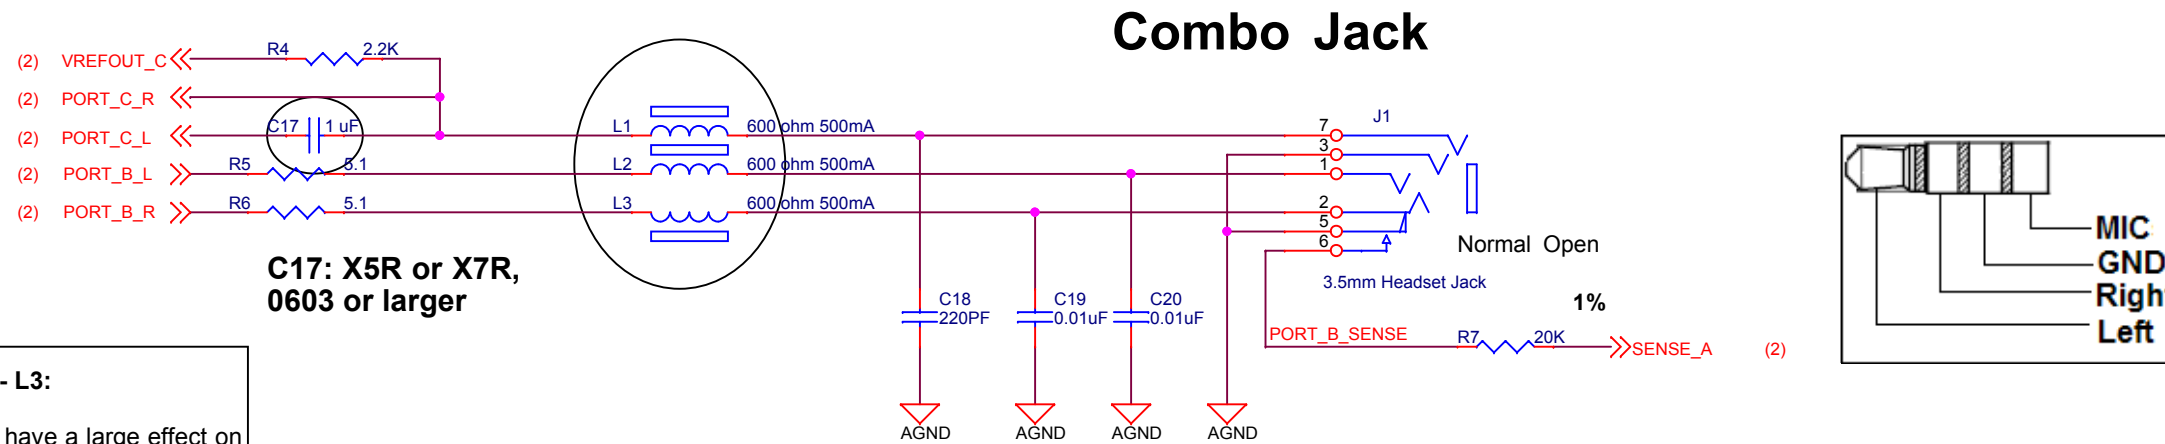 Combo Jack
(2) VREFOUT_C R4 2.2K
(2) PORT_C_R
(2) PORT_C_L C17 1 uF L1 600 ohm 500mA 7 J1
3
(2) PORT_B_L R5 5.1 L2 600 ohm 500mA 1
(2) PORT_B_R R6 5.1 L3 600 ohm 500mA 2
5
6 Normal Open
C17: X5R or X7R,
0603 or larger
3.5mm Headset Jack
1%
C18 220PF
C19 0.01uF
C20 0.01uF
PORT_B_SENSE R7 20K SENSE_A (2)
AGND AGND AGND AGND
MIC
GND
Righ
Left
- L3:
have a large effect on